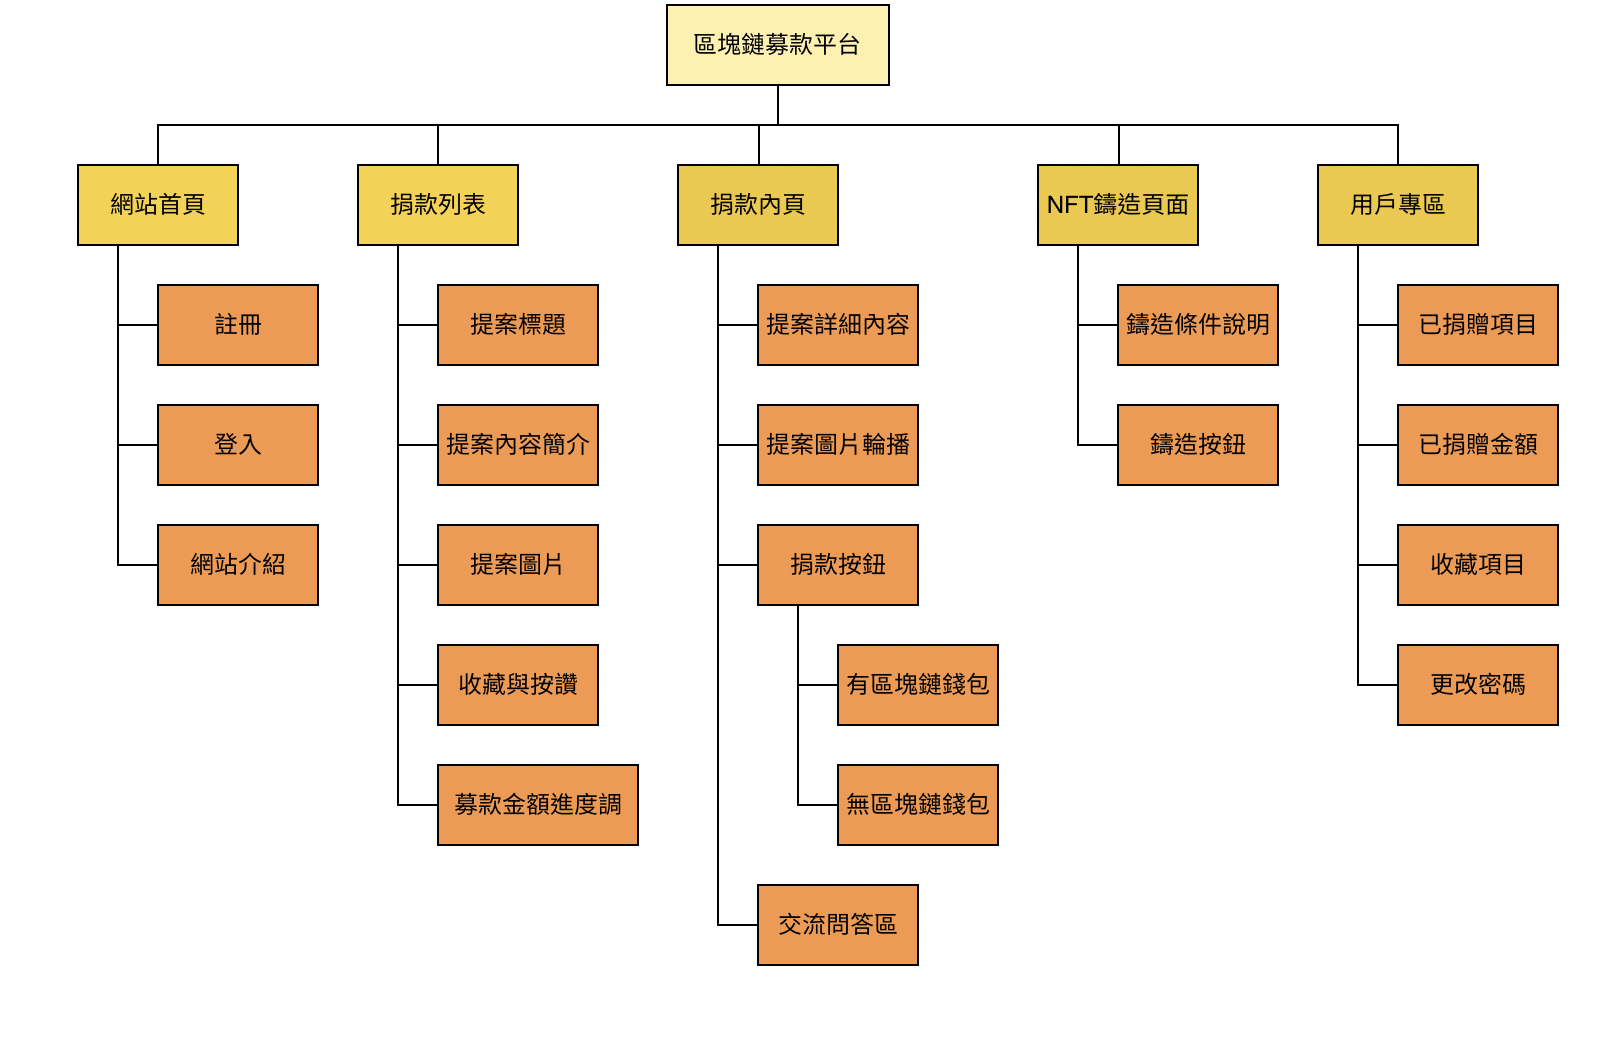 區塊鏈募款平台
網站首頁
註冊
登入
網站介紹
捐款列表
提案標題
提案內容簡介
提案圖片
收藏與按讚
募款金額進度調
捐款內頁
提案詳細內容
提案圖片輪播
捐款按鈕
有區塊鏈錢包
無區塊鏈錢包
交流問答區
NFT鑄造頁面
鑄造條件說明
鑄造按鈕
用戶專區
已捐贈項目
已捐贈金額
收藏項目
更改密碼